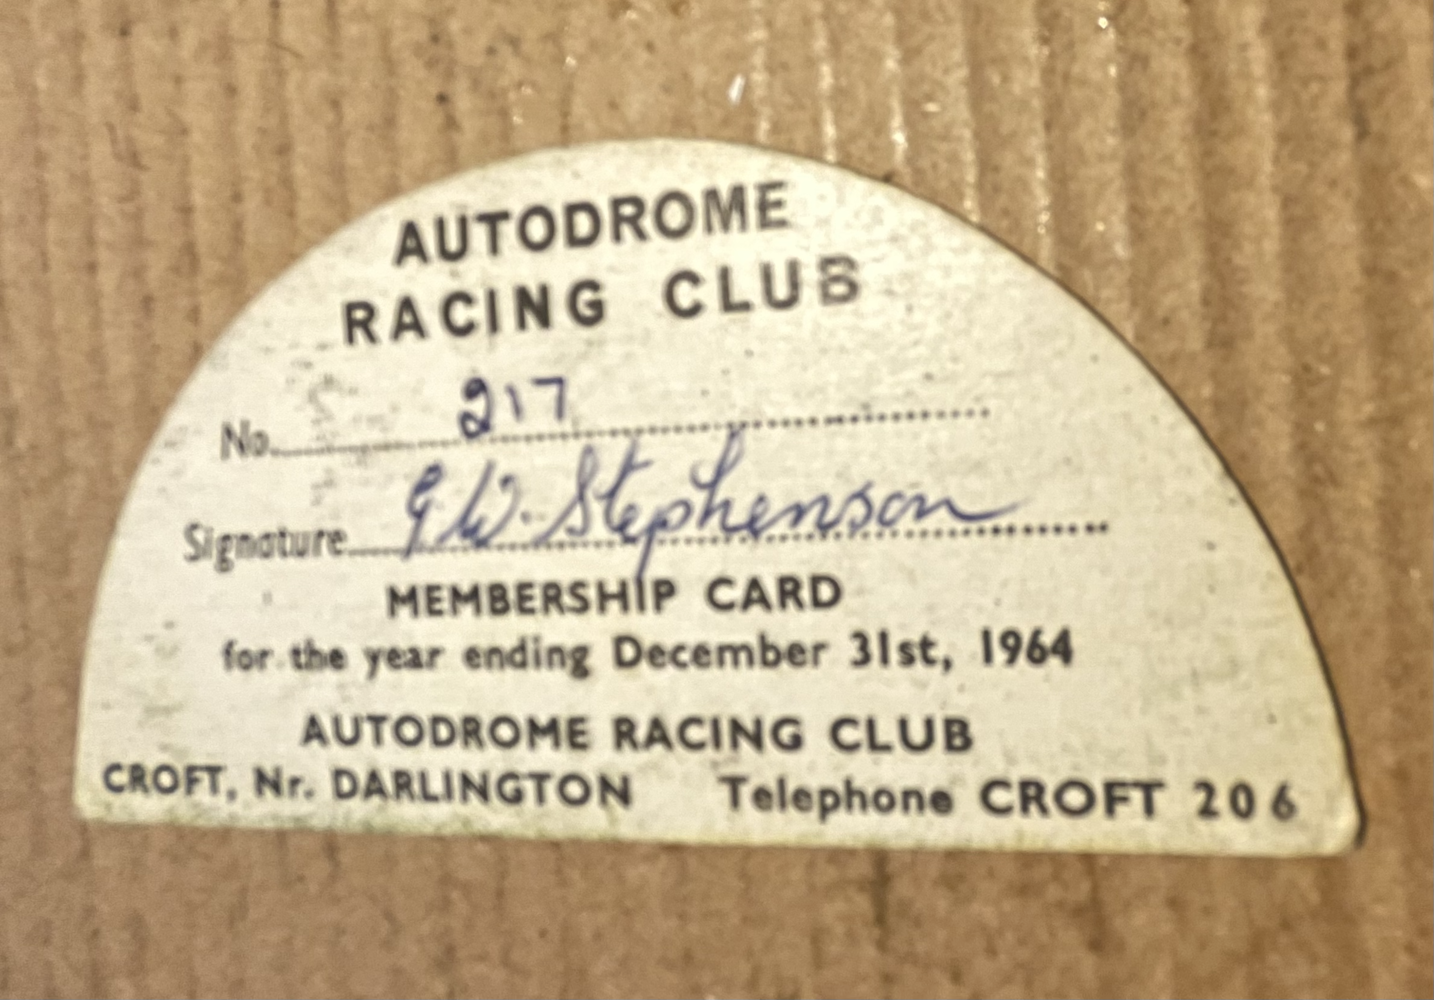 AUTODROME
RACING CLUB
No. 217
Signature G W. Stephenson
MEMBERSHIP CARD
for the year ending December 31st, 1964
AUTODROME RACING CLUB
CROFT, Nr. DARLINGTON Telephone CROFT 206